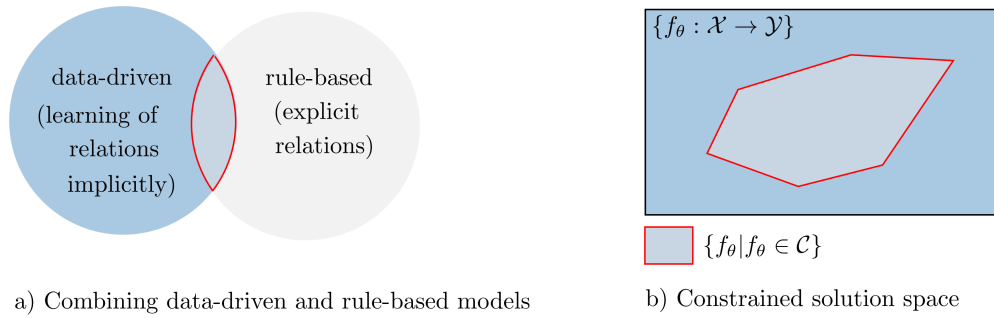 data-driven
(learning of
relations
implicitly)
rule-based
(explicit
relations)
a) Combining data-driven and rule-based models
{f_θ : 𝒳 → 𝒴}
{f_θ|f_θ ∈ 𝒞}
b) Constrained solution space